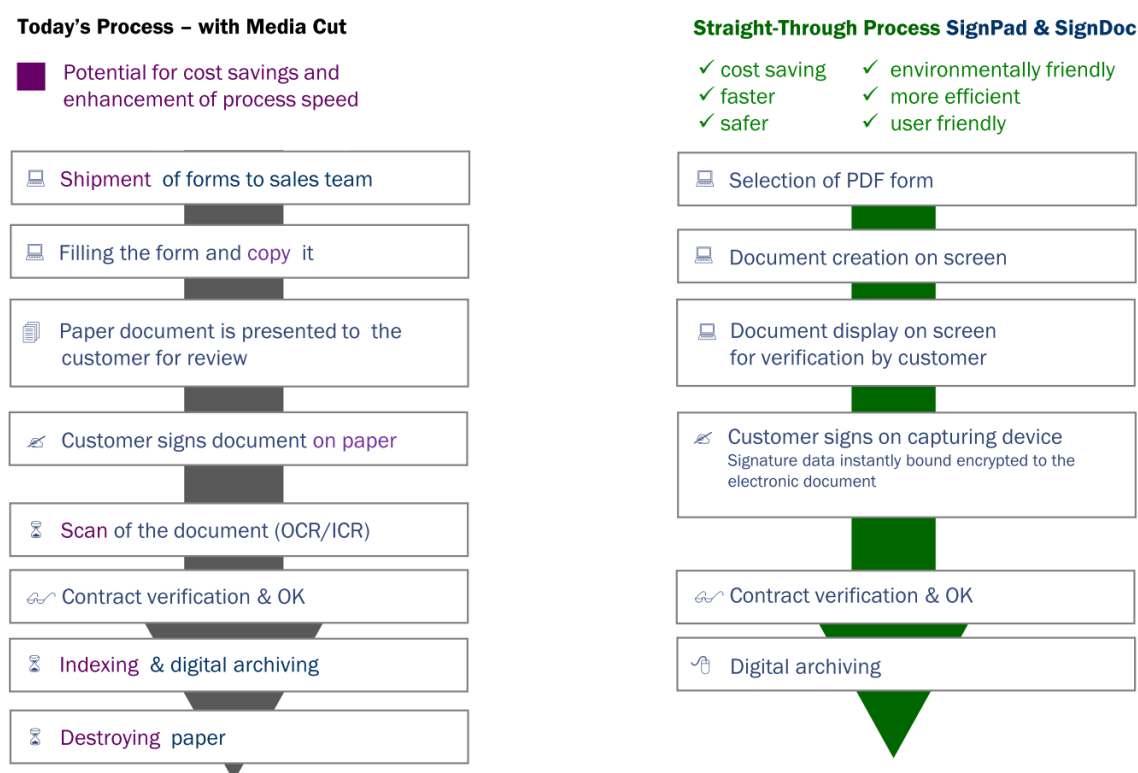 Today's Process – with Media Cut
Potential for cost savings and
enhancement of process speed
Shipment of forms to sales team
Filling the form and copy it
Paper document is presented to the
customer for review
Customer signs document on paper
Scan of the document (OCR/ICR)
Contract verification & OK
Indexing & digital archiving
Destroying paper
Straight-Through Process SignPad & SignDoc
✓ cost saving
✓ faster
✓ safer
✓ environmentally friendly
✓ more efficient
✓ user friendly
Selection of PDF form
Document creation on screen
Document display on screen
for verification by customer
Customer signs on capturing device
Signature data instantly bound encrypted to the
electronic document
Contract verification & OK
Digital archiving